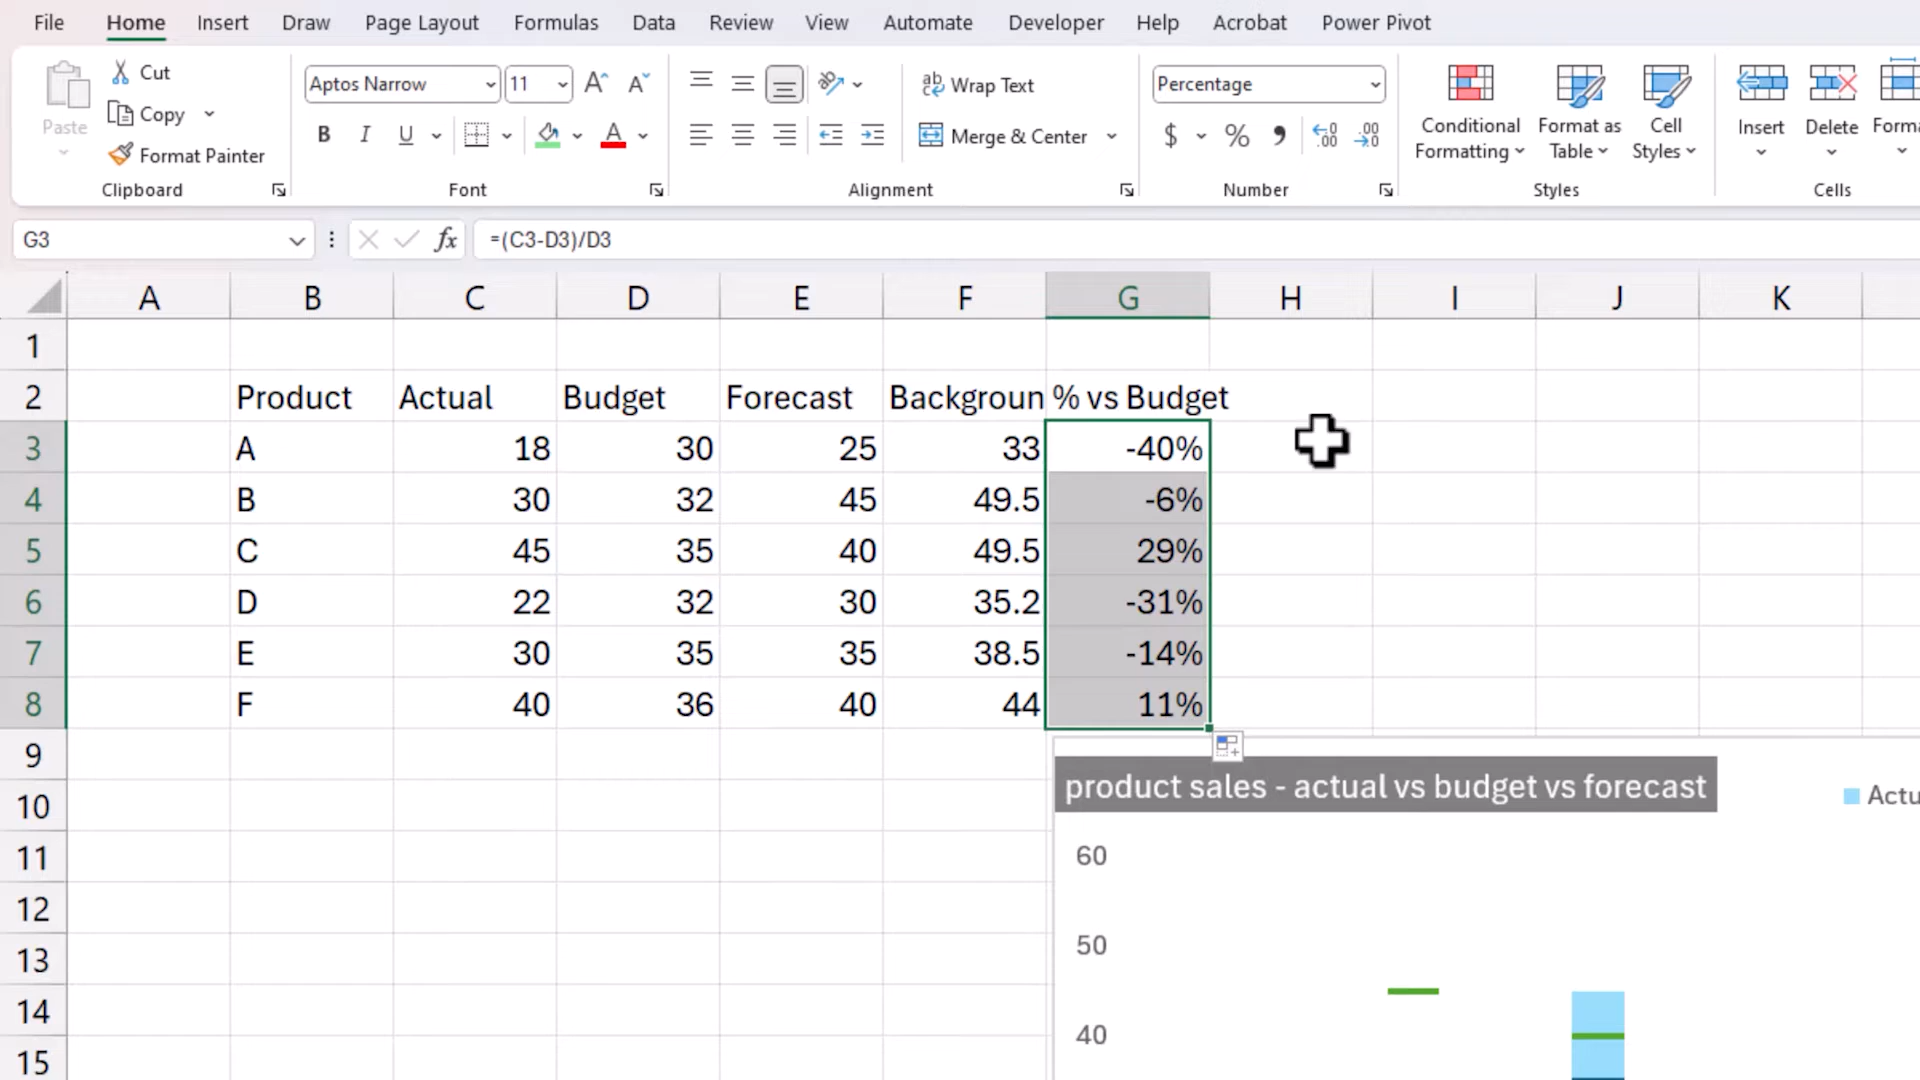 File Home Insert Draw Page Layout Formulas Data Review View Automate Developer Help Acrobat Power Pivot
Paste
Cut
Copy
Format Painter
Clipboard
Aptos Narrow 11
A A
B I U A
Font
ab Wrap Text
Merge & Center
Alignment
Percentage
$ % , .00 .00
Number
Conditional Formatting
Format as Table
Cell Styles
Styles
Insert Delete
Cells
G3 fx =(C3-D3)/D3
A B C D E F G H I J K
1
2 Product Actual Budget Forecast Backgroun % vs Budget
3 A 18 30 25 33 -40%
4 B 30 32 45 49.5 -6%
5 C 45 35 40 49.5 29%
6 D 22 32 30 35.2 -31%
7 E 30 35 35 38.5 -14%
8 F 40 36 40 44 11%
9
10
11
12
13
14
15
product sales - actual vs budget vs forecast
60
50
40